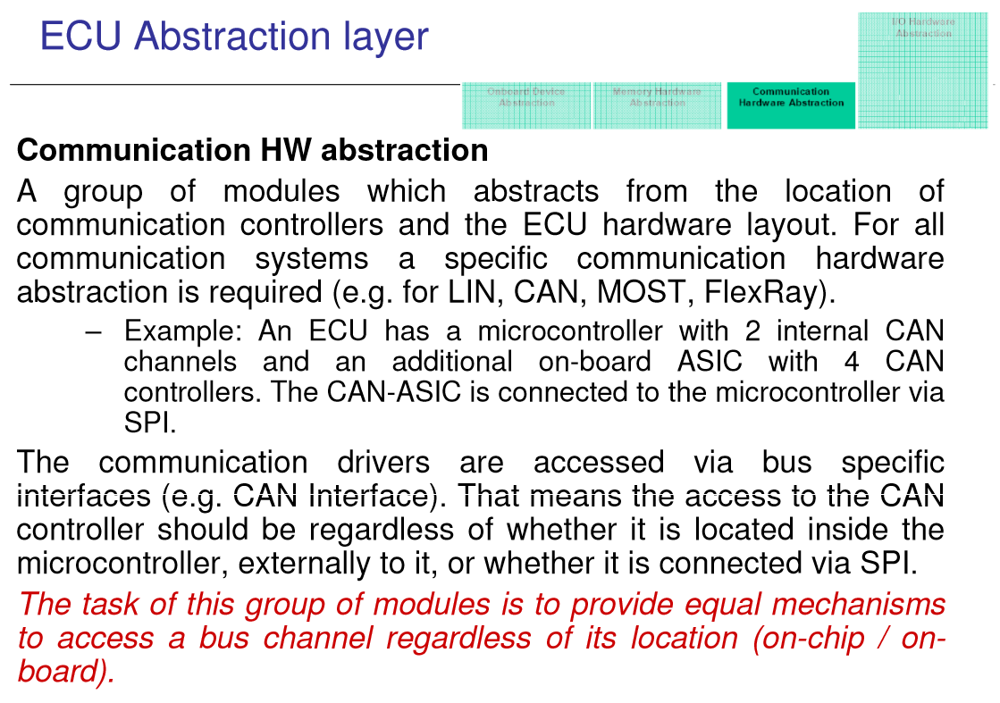 ECU Abstraction layer
I/O Hardware
Abstraction
Onboard Device
Abstraction
Memory Hardware
Abstraction
Communication
Hardware Abstraction
Communication HW abstraction
A group of modules which abstracts from the location of
communication controllers and the ECU hardware layout. For all
communication systems a specific communication hardware
abstraction is required (e.g. for LIN, CAN, MOST, FlexRay).
– Example: An ECU has a microcontroller with 2 internal CAN
channels and an additional on-board ASIC with 4 CAN
controllers. The CAN-ASIC is connected to the microcontroller via
SPI.
The communication drivers are accessed via bus specific
interfaces (e.g. CAN Interface). That means the access to the CAN
controller should be regardless of whether it is located inside the
microcontroller, externally to it, or whether it is connected via SPI.
The task of this group of modules is to provide equal mechanisms
to access a bus channel regardless of its location (on-chip / on-
board).